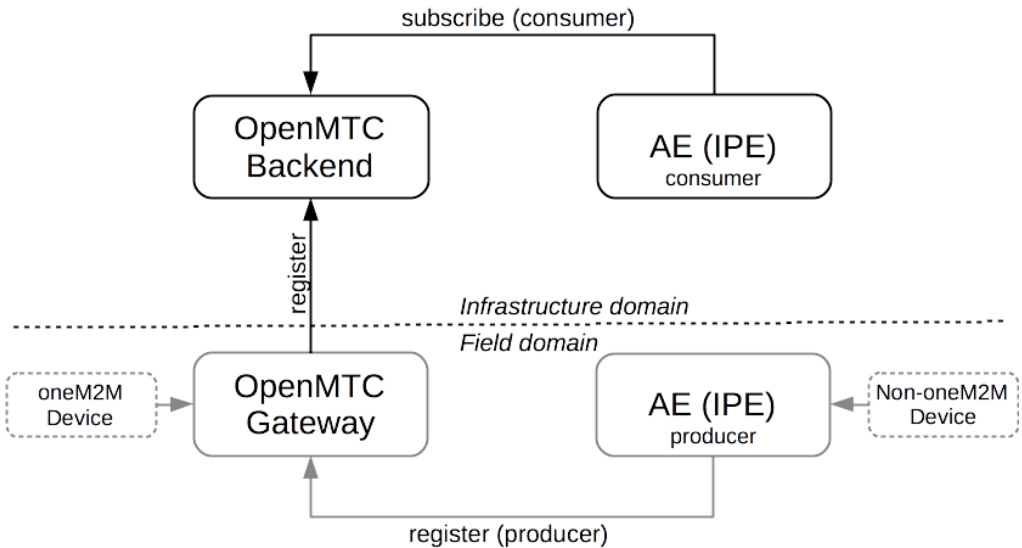 subscribe (consumer)
OpenMTC
Backend
AE (IPE)
consumer
register
Infrastructure domain
Field domain
oneM2M
Device
OpenMTC
Gateway
AE (IPE)
producer
Non-oneM2M
Device
register (producer)